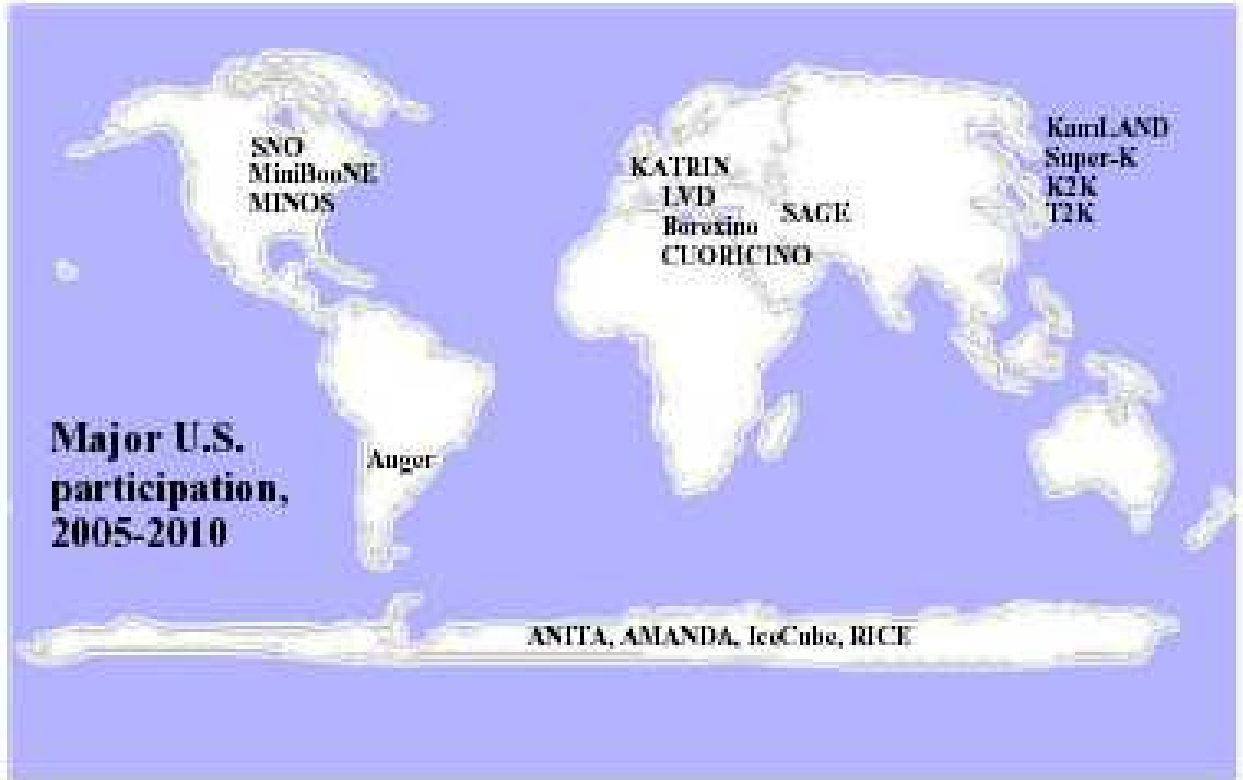 SNO
MiniBooNE
MINOS
KATRIN
LVD
Borexino
CUORICINO
SAGE
KamLAND
Super-K
K2K
T2K
Major U.S.
participation,
2005-2010
Auger
ANITA, AMANDA, IceCube, RICE